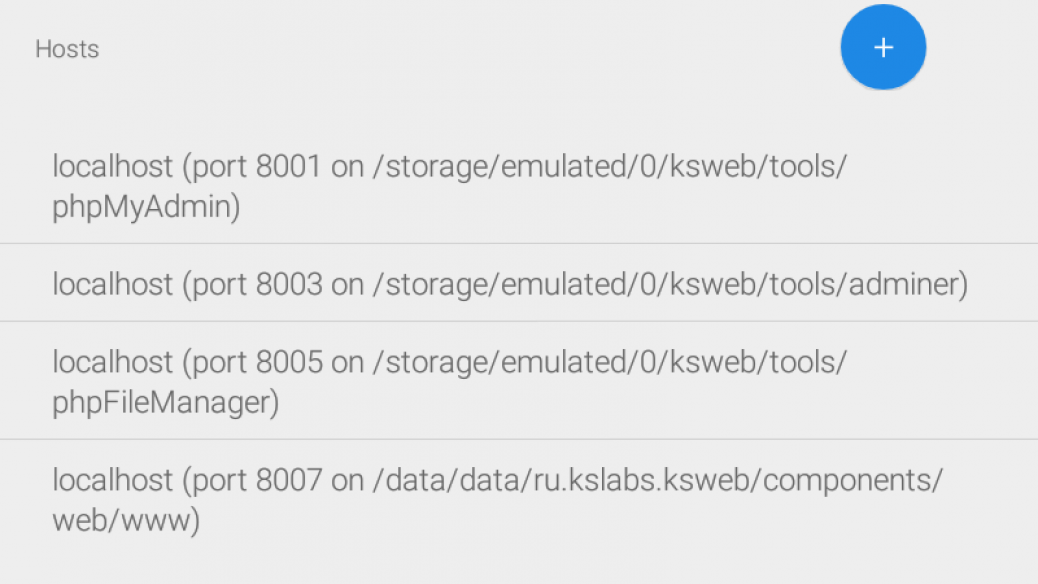 Hosts
+
localhost (port 8001 on /storage/emulated/0/ksweb/tools/
phpMyAdmin)
localhost (port 8003 on /storage/emulated/0/ksweb/tools/adminer)
localhost (port 8005 on /storage/emulated/0/ksweb/tools/
phpFileManager)
localhost (port 8007 on /data/data/ru.kslabs.ksweb/components/
web/www)